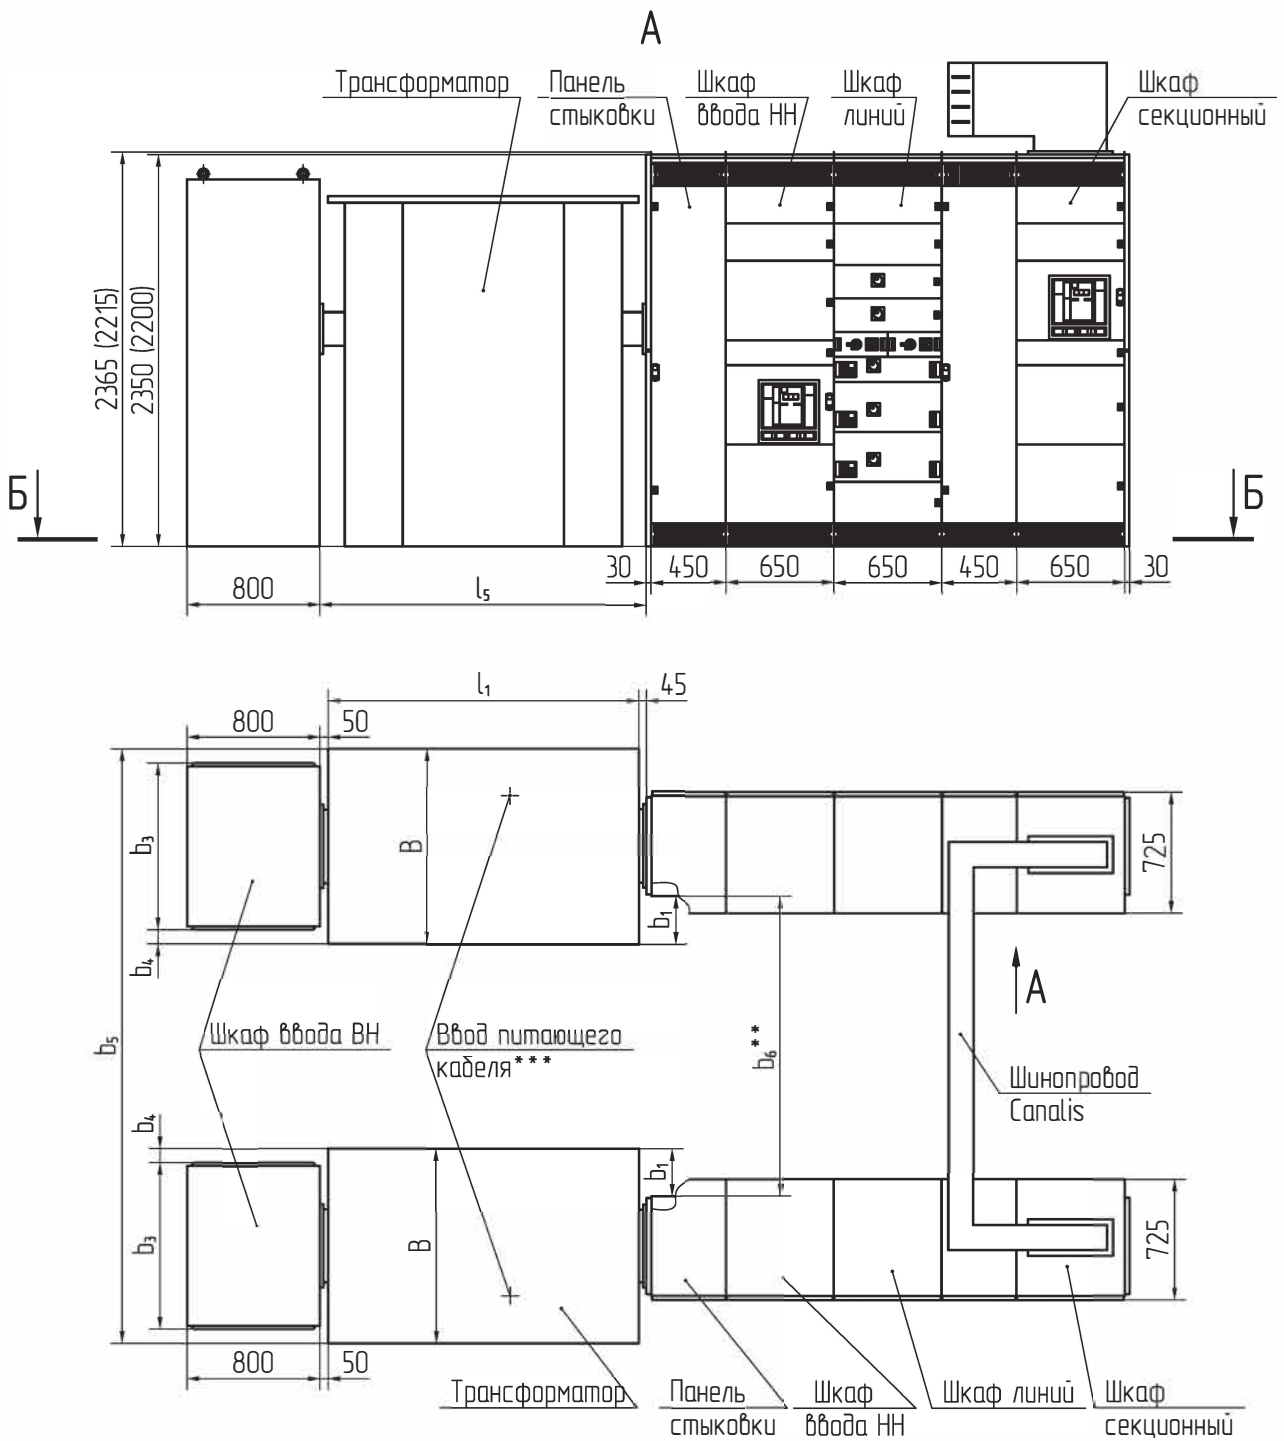 А
Трансформатор
Панель
стыковки
Шкаф
ввода НН
Шкаф
линий
Шкаф
секционный
2365 (2215)
2350 (2200)
Б
Б
800
l₅
30
450
650
650
450
650
30
l₁
45
800
50
b₃
B
b₁
725
b₄
А
b₅
Шкаф ввода ВН
Ввод питающего
кабеля***
b₆**
Шинопровод
Canalis
b₄
b₁
b₃
B
725
800
50
Трансформатор
Панель
стыковки
Шкаф
ввода НН
Шкаф линий
Шкаф
секционный